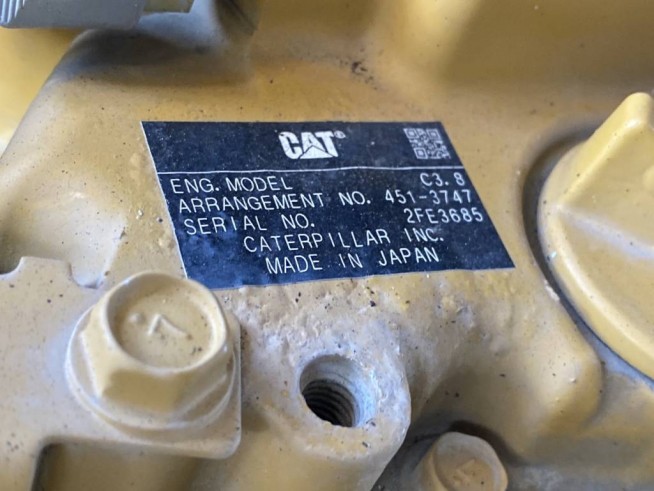 CAT®
ENG. MODEL C3.8
ARRANGEMENT NO. 451-3747
SERIAL NO. 2FE3685
CATERPILLAR INC.
MADE IN JAPAN